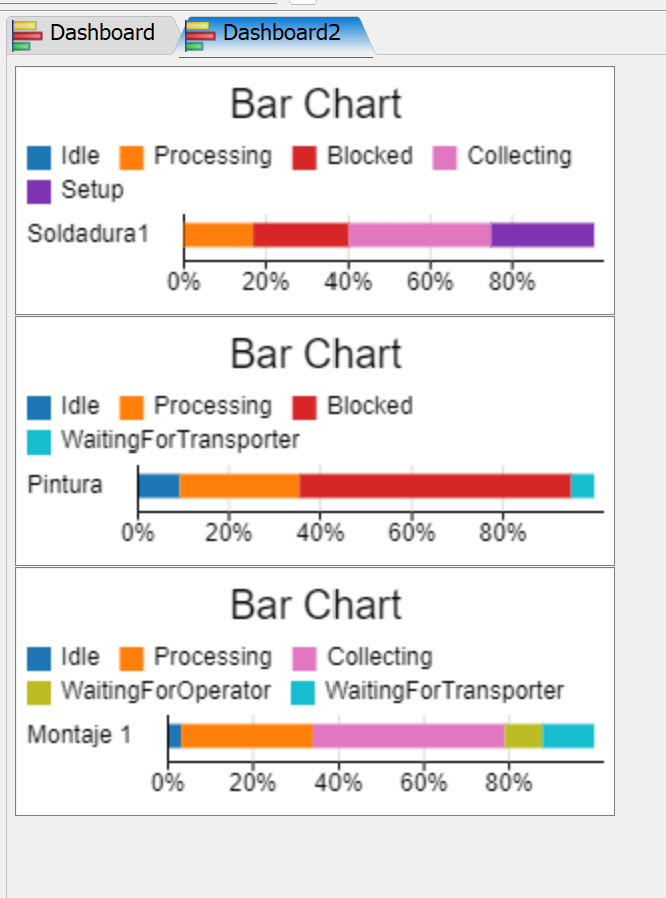 Dashboard
Dashboard2
Bar Chart
Idle Processing Blocked Collecting
Setup
Soldadura1
0% 20% 40% 60% 80%
Bar Chart
Idle Processing Blocked
WaitingForTransporter
Pintura
0% 20% 40% 60% 80%
Bar Chart
Idle Processing Collecting
WaitingForOperator WaitingForTransporter
Montaje 1
0% 20% 40% 60% 80%